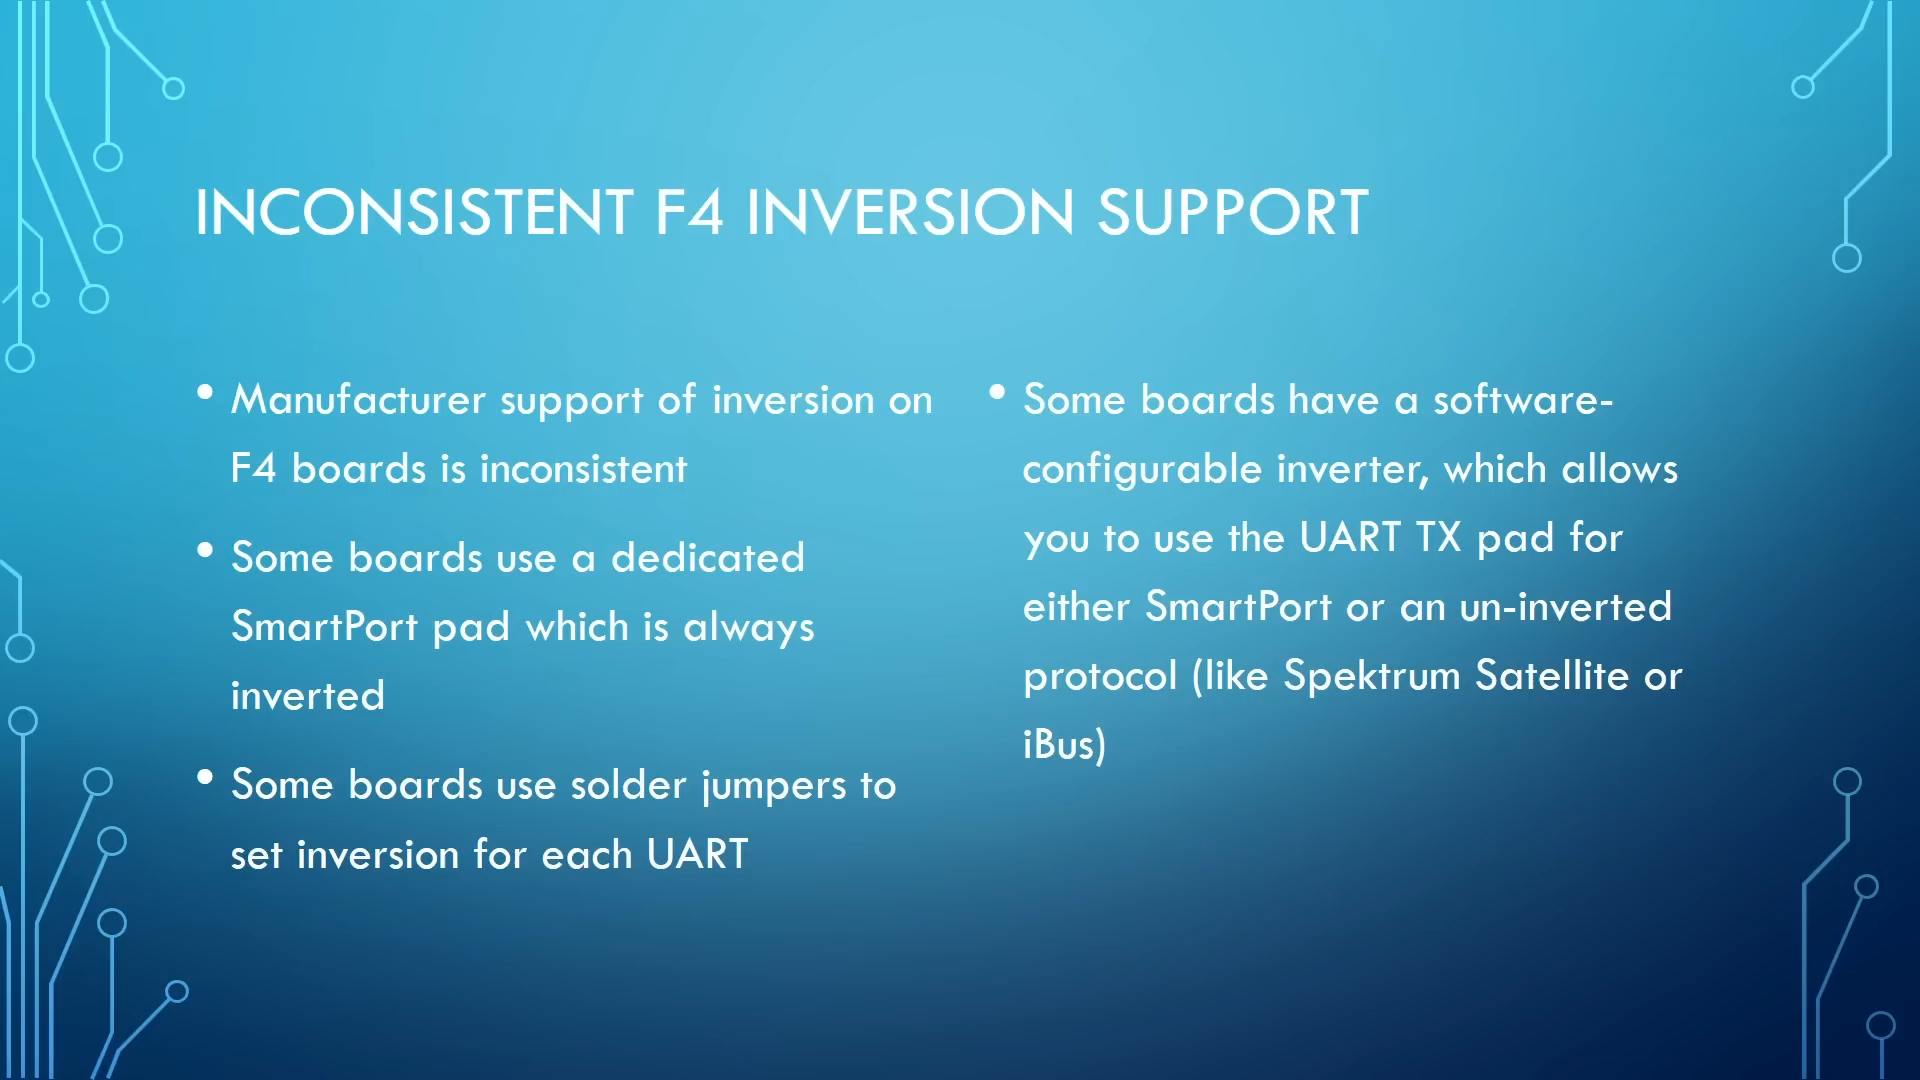 INCONSISTENT F4 INVERSION SUPPORT
• Manufacturer support of inversion on
F4 boards is inconsistent
• Some boards use a dedicated
SmartPort pad which is always
inverted
• Some boards use solder jumpers to
set inversion for each UART
• Some boards have a software-
configurable inverter, which allows
you to use the UART TX pad for
either SmartPort or an un-inverted
protocol (like Spektrum Satellite or
iBus)